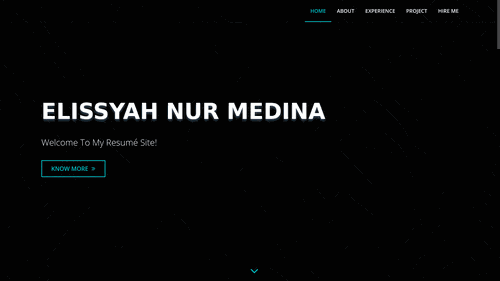 HOME ABOUT EXPERIENCE PROJECT HIRE ME
ELISSYAH NUR MEDINA
Welcome To My Resumé Site!
KNOW MORE »